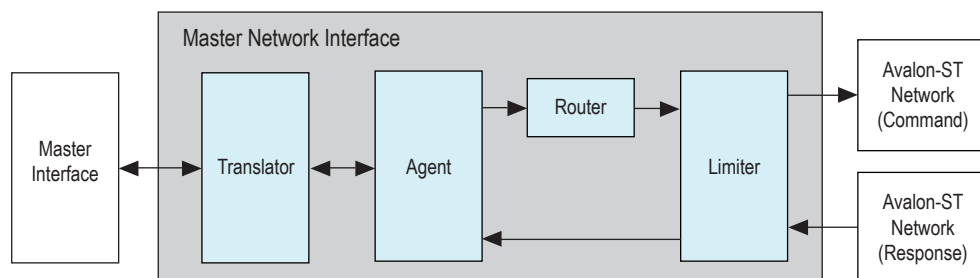 Master Network Interface
Master
Interface
Translator
Agent
Router
Limiter
Avalon-ST
Network
(Command)
Avalon-ST
Network
(Response)